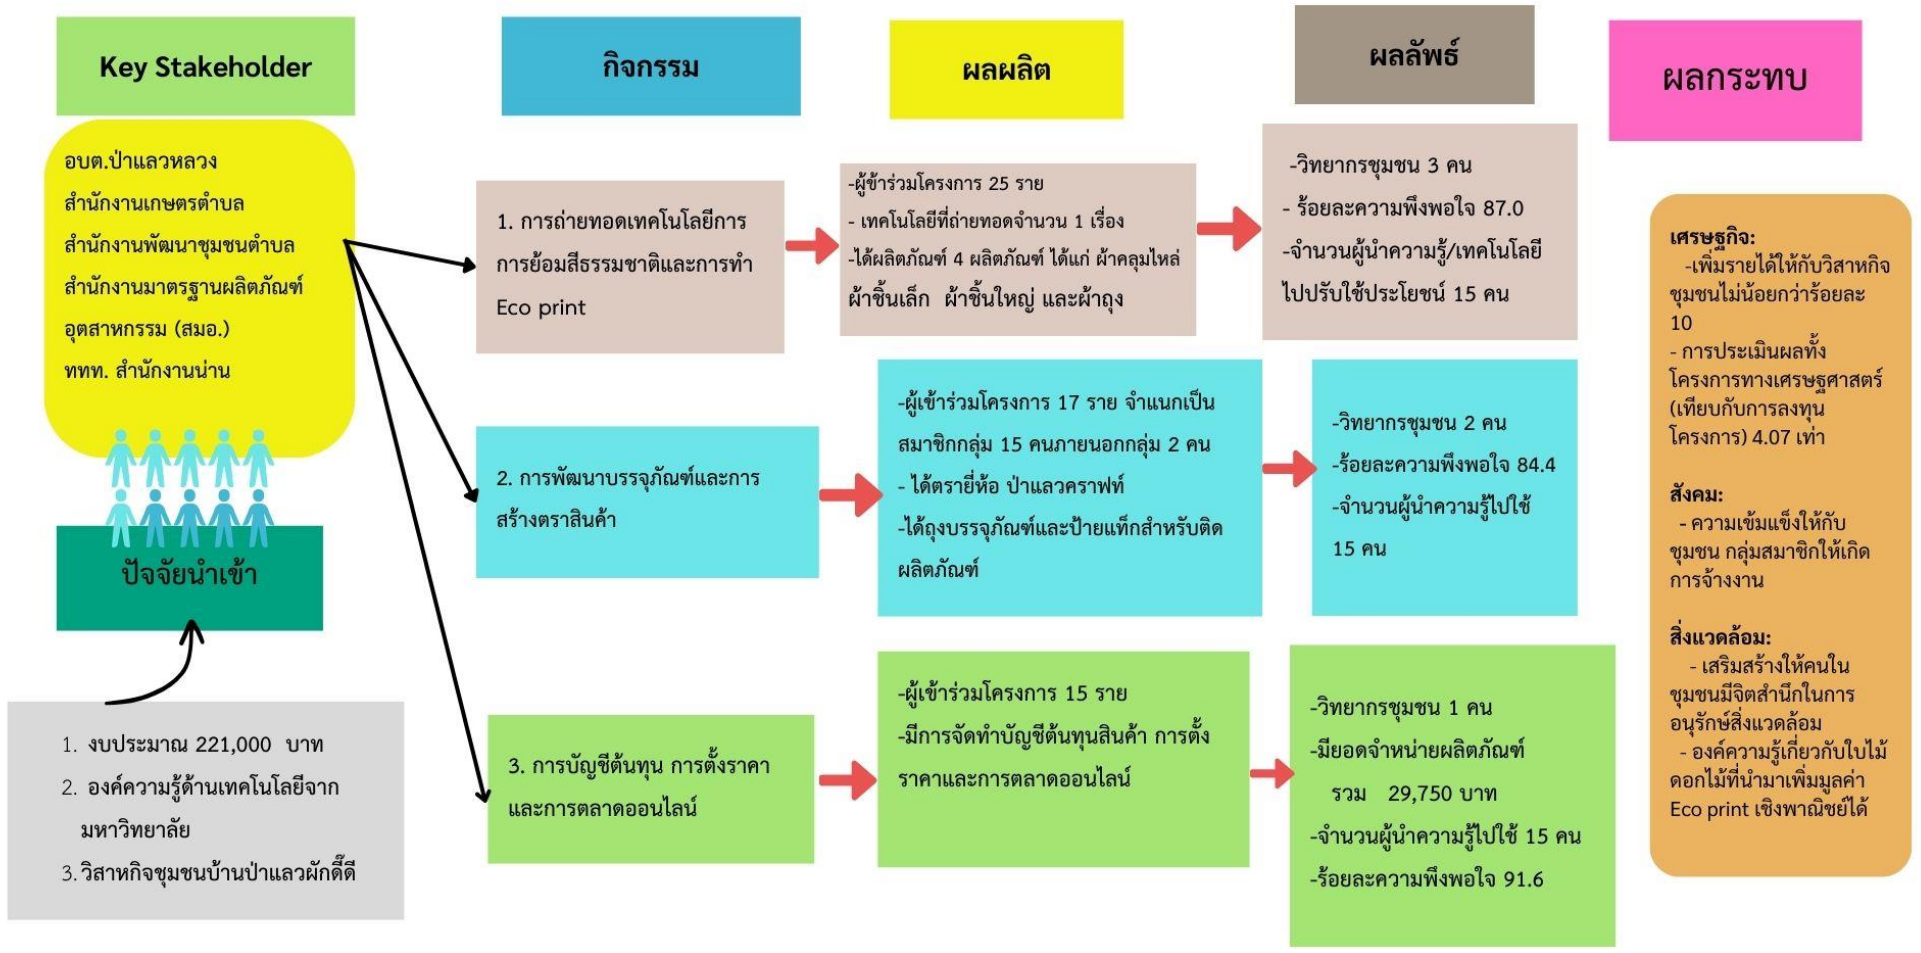 Key Stakeholder
กิจกรรม
ผลผลิต
ผลลัพธ์
ผลกระทบ
อบต.ป่าแลวหลวง
สำนักงานเกษตรตำบล
สำนักงานพัฒนาชุมชนตำบล
สำนักงานมาตรฐานผลิตภัณฑ์
อุตสาหกรรม (สมอ.)
ททท. สำนักงานน่าน
ปัจจัยนำเข้า
1. งบประมาณ 221,000 บาท
2. องค์ความรู้ด้านเทคโนโลยีจาก
มหาวิทยาลัย
3. วิสาหกิจชุมชนบ้านป่าแลวผักดี๊ดี
1. การถ่ายทอดเทคโนโลยีการ
การย้อมสีธรรมชาติและการทำ
Eco print
-ผู้ข้าร่วมโครงการ 25 ราย
- เทคโนโลยีที่ถ่ายทอดจำนวน 1 เรื่อง
-ได้ผลิตภัณฑ์ 4 ผลิตภัณฑ์ ได้แก่ ผ้าคลุมไหล่
ผ้าชิ้นเล็ก ผ้าชิ้นใหญ่ และผ้าถุง
-วิทยากรชุมชน 3 คน
- ร้อยละความพึงพอใจ 87.0
-จำนวนผู้นำความรู้/เทคโนโลยี
ไปปรับใช้ประโยชน์ 15 คน
2. การพัฒนาบรรจุภัณฑ์และการ
สร้างตราสินค้า
-ผู้เข้าร่วมโครงการ 17 ราย จำแนกเป็น
สมาชิกกลุ่ม 15 คนภายนอกกลุ่ม 2 คน
- ได้ตรายี่ห้อ ป่าแลวคราฟท์
-ได้ถุงบรรจุภัณฑ์และป้ายแท็กสำหรับติด
ผลิตภัณฑ์
-วิทยากรชุมชน 2 คน
-ร้อยละความพึงพอใจ 84.4
-จำนวนผู้นำความรู้ไปใช้
15 คน
3. การบัญชีต้นทุน การตั้งราคา
และการตลาดออนไลน์
-ผู้เข้าร่วมโครงการ 15 ราย
-มีการจัดทำบัญชีต้นทุนสินค้า การตั้ง
ราคาและการตลาดออนไลน์
-วิทยากรชุมชน 1 คน
-มียอดจำหน่ายผลิตภัณฑ์
รวม 29,750 บาท
-จำนวนผู้นำความรู้ไปใช้ 15 คน
-ร้อยละความพึงพอใจ 91.6
เศรษฐกิจ:
-เพิ่มรายได้ให้กับวิสาหกิจ
ชุมชนไม่น้อยกว่าร้อยละ
10
- การประเมินผลทั้ง
โครงการทางเศรษฐศาสตร์
(เทียบกับการลงทุน
โครงการ) 4.07 เท่า
สังคม:
- ความเข้มแข็งให้กับ
ชุมชน กลุ่มสมาชิกให้เกิด
การจ้างงาน
สิ่งแวดล้อม:
- เสริมสร้างให้คนใน
ชุมชนมีจิตสำนึกในการ
อนุรักษ์สิ่งแวดล้อม
- องค์ความรู้เกี่ยวกับใบไม้
ดอกไม้ที่นำมาเพิ่มมูลค่า
Eco print เชิงพาณิชย์ได้